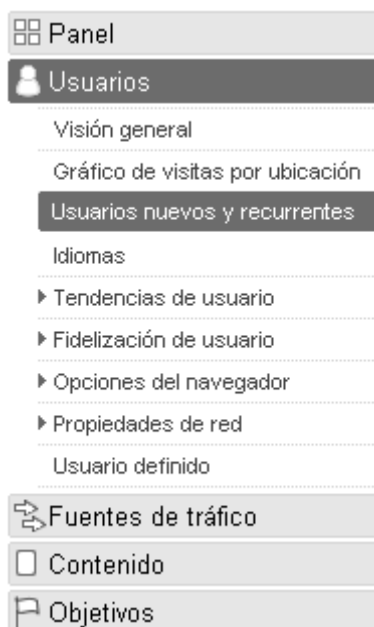 Panel
Usuarios
Visión general
Gráfico de visitas por ubicación
Usuarios nuevos y recurrentes
Idiomas
Tendencias de usuario
Fidelización de usuario
Opciones del navegador
Propiedades de red
Usuario definido
Fuentes de tráfico
Contenido
Objetivos